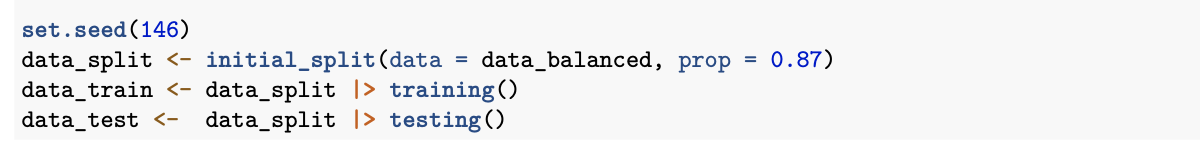 set.seed(146)
data_split <- initial_split(data = data_balanced, prop = 0.87)
data_train <- data_split |> training()
data_test <-  data_split |> testing()